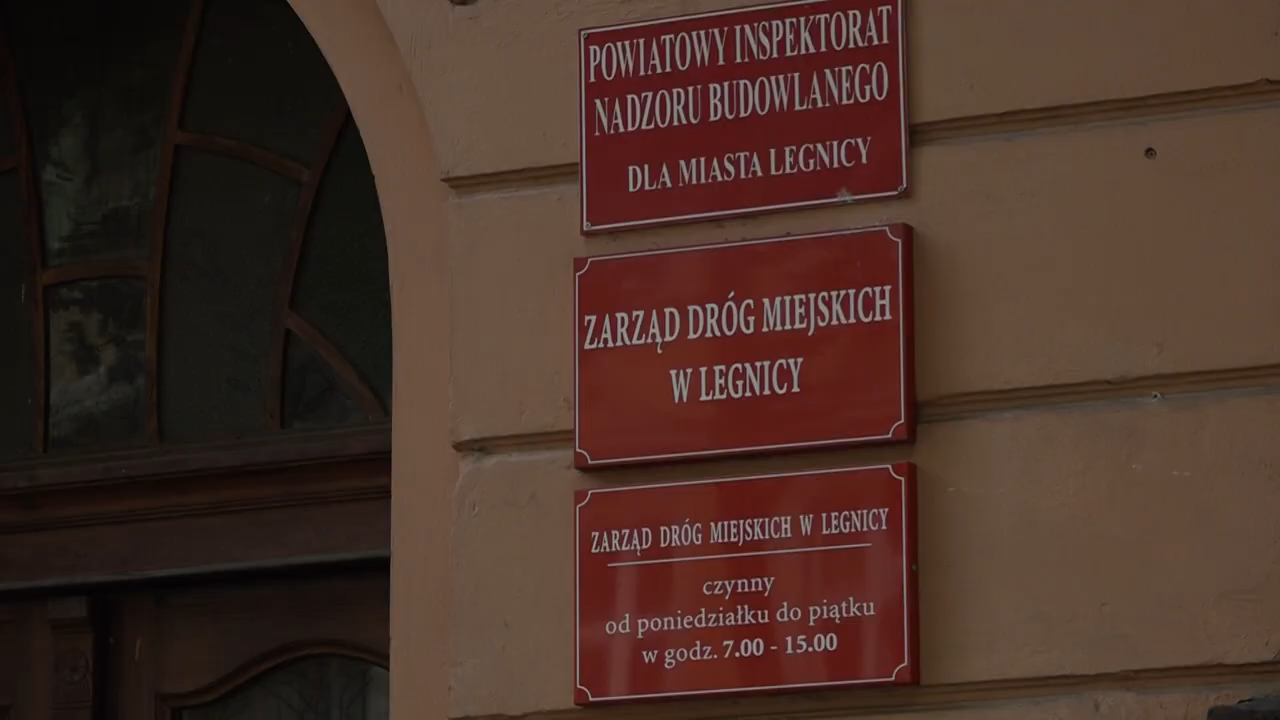 POWIATOWY INSPEKTORAT
NADZORU BUDOWLANEGO
DLA MIASTA LEGNICY
ZARZĄD DRÓG MIEJSKICH
W LEGNICY
ZARZĄD DRÓG MIEJSKICH W LEGNICY
czynny
od poniedziałku do piątku
w godz. 7.00 - 15.00